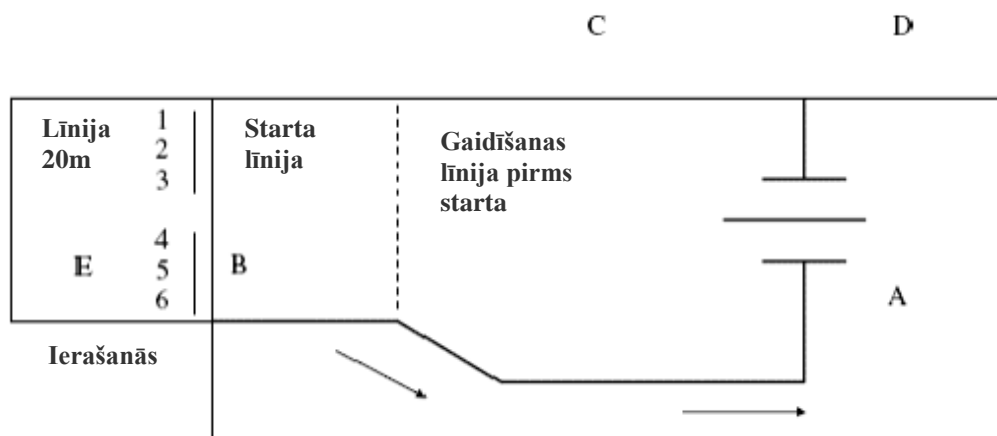 C
D
Līnija
20m
1
2
3
Starta
līnija
Gaidīšanas
līnija pirms
starta
4
5
6
E
B
A
Ierašanās